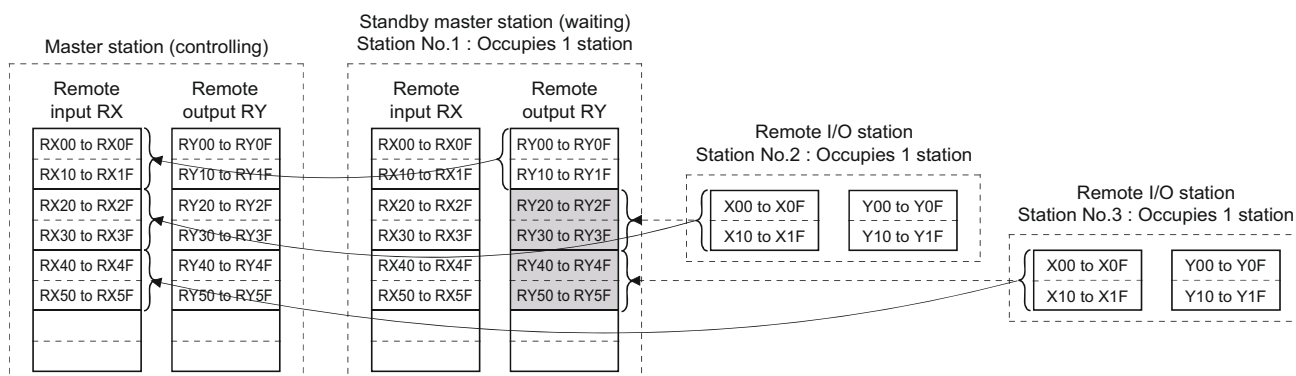 Master station (controlling)
Remote input RX
Remote output RY
RX00 to RX0F
RX10 to RX1F
RX20 to RX2F
RX30 to RX3F
RX40 to RX4F
RX50 to RX5F
RY00 to RY0F
RY10 to RY1F
RY20 to RY2F
RY30 to RY3F
RY40 to RY4F
RY50 to RY5F
Standby master station (waiting)
Station No.1 : Occupies 1 station
Remote input RX
Remote output RY
RX00 to RX0F
RX10 to RX1F
RX20 to RX2F
RX30 to RX3F
RX40 to RX4F
RX50 to RX5F
RY00 to RY0F
RY10 to RY1F
RY20 to RY2F
RY30 to RY3F
RY40 to RY4F
RY50 to RY5F
Remote I/O station
Station No.2 : Occupies 1 station
X00 to X0F
X10 to X1F
Y00 to Y0F
Y10 to Y1F
Remote I/O station
Station No.3 : Occupies 1 station
X00 to X0F
X10 to X1F
Y00 to Y0F
Y10 to Y1F